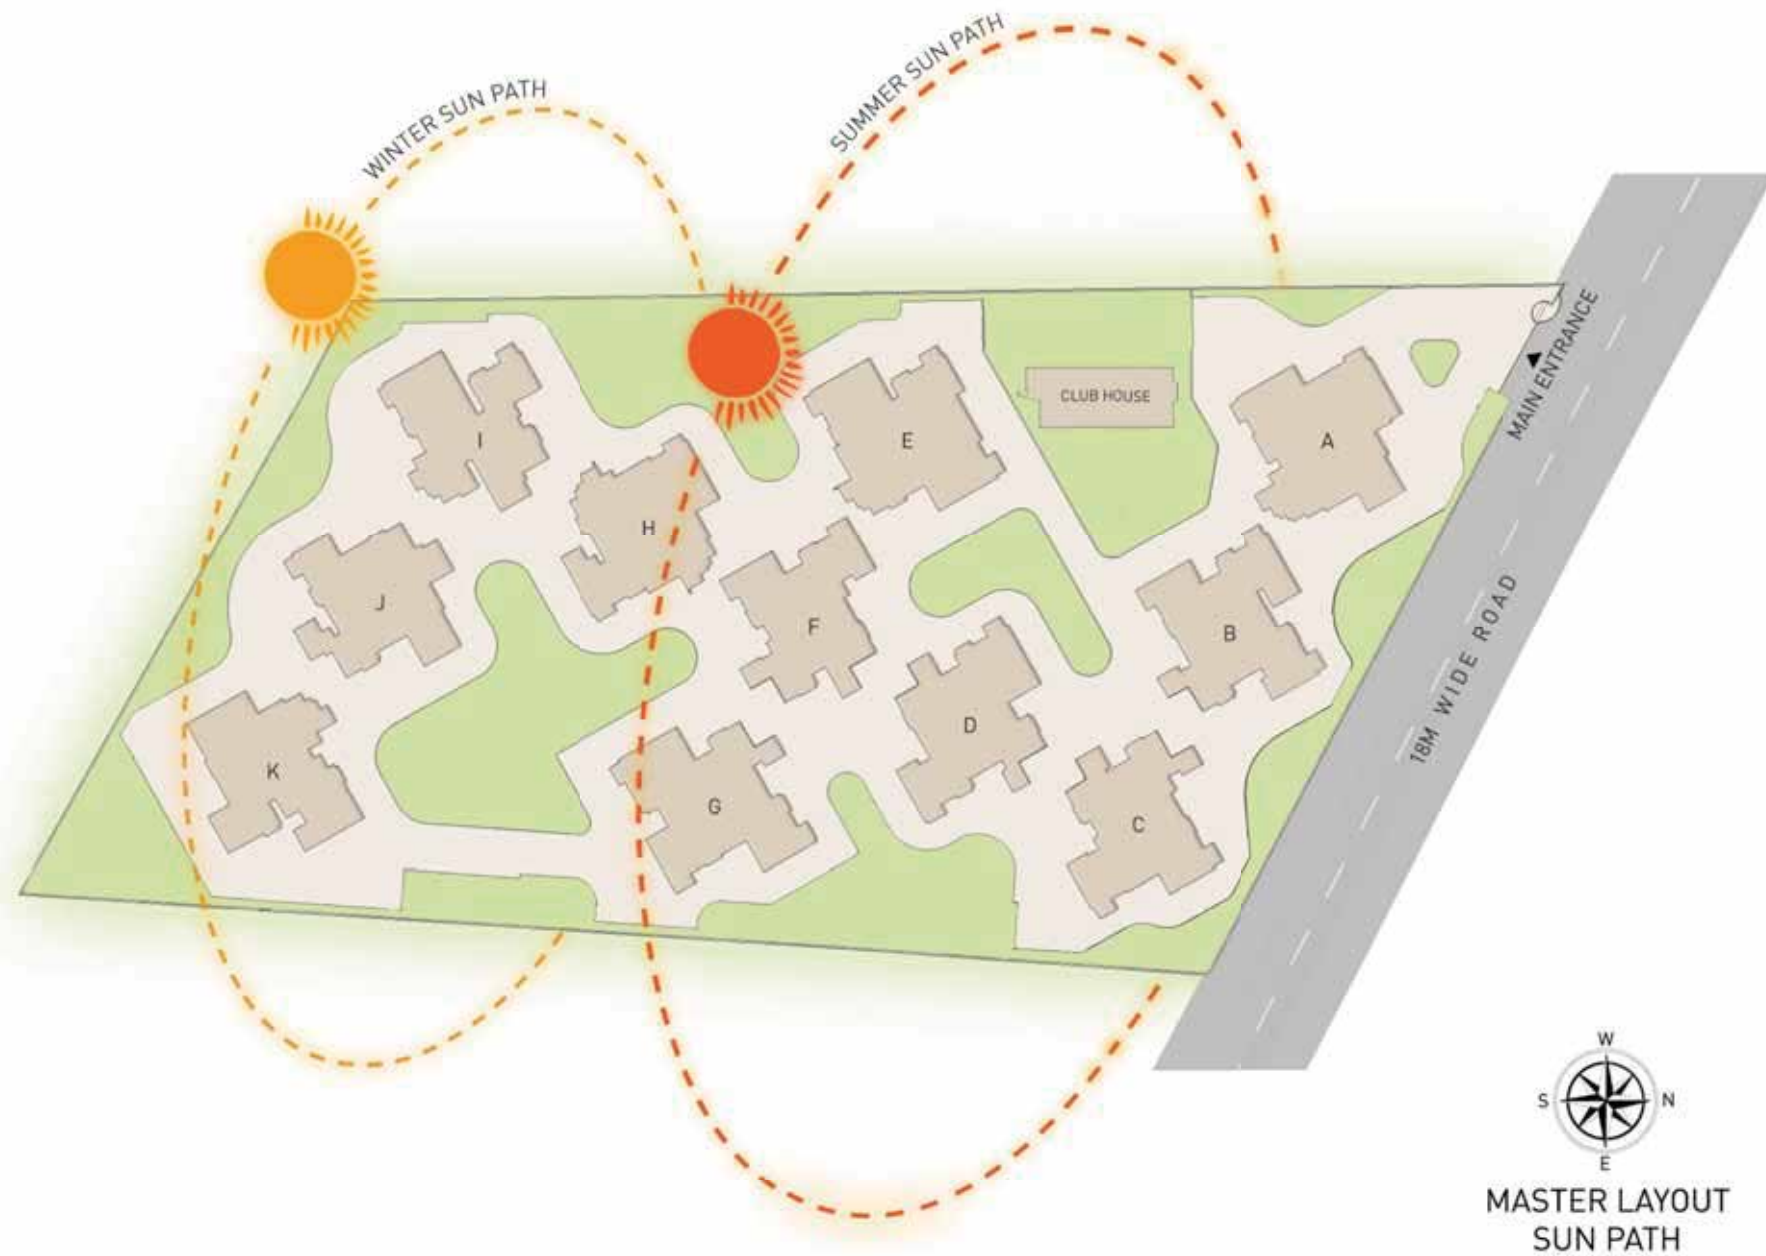 WINTER SUN PATH
SUMMER SUN PATH
MAIN ENTRANCE
CLUB HOUSE
I
E
A
H
J
F
B
D
K
G
C
18M WIDE ROAD
W
S
N
E
MASTER LAYOUT
SUN PATH